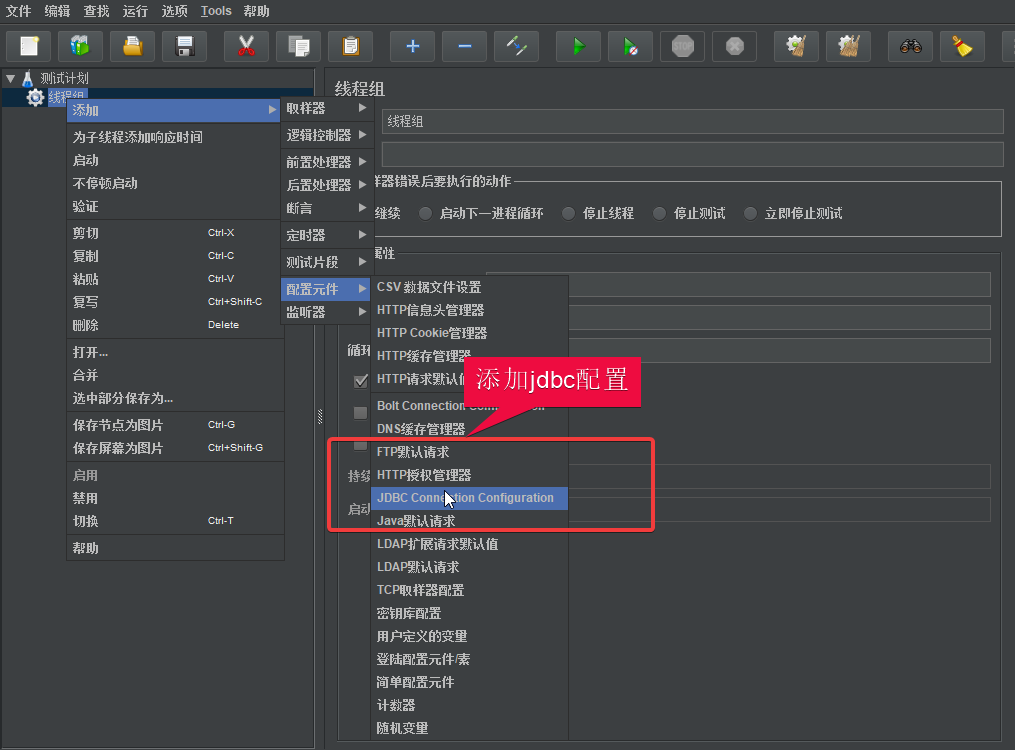 文件 编辑 查找 运行 选项 Tools 帮助
STOP
测试计划
线程组
线程组
添加
为子线程添加响应时间
启动
不停顿启动
验证
剪切 Ctrl-X
复制 Ctrl-C
粘贴 Ctrl-V
复写 Ctrl+Shift-C
删除 Delete
打开...
合并
选中部分保存为...
保存节点为图片 Ctrl-G
保存屏幕为图片 Ctrl+Shift-G
启用
禁用
切换 Ctrl-T
帮助
取样器
逻辑控制器
前置处理器
后置处理器
断言
定时器
测试片段
配置元件
监听器
线程组
样器错误后要执行的动作
继续 启动下一进程循环 停止线程 停止测试 立即停止测试
属性
循环
持续
启动
CSV 数据文件设置
HTTP信息头管理器
HTTP Cookie管理器
HTTP缓存管理器
HTTP请求默认值
Bolt Connection
DNS缓存管理器
FTP默认请求
HTTP授权管理器
JDBC Connection Configuration
Java默认请求
LDAP扩展请求默认值
LDAP默认请求
TCP取样器配置
密钥库配置
用户定义的变量
登陆配置元件/素
简单配置元件
计数器
随机变量
添加jdbc配置